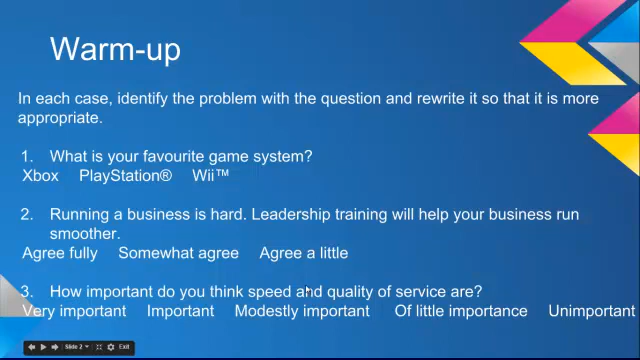 Warm-up
In each case, identify the problem with the question and rewrite it so that it is more
appropriate.
1. What is your favourite game system?
Xbox PlayStation® Wii™
2. Running a business is hard. Leadership training will help your business run
smoother.
Agree fully Somewhat agree Agree a little
3. How important do you think speed and quality of service are?
Very important Important Modestly important Of little importance Unimportant
Slide 2 Exit